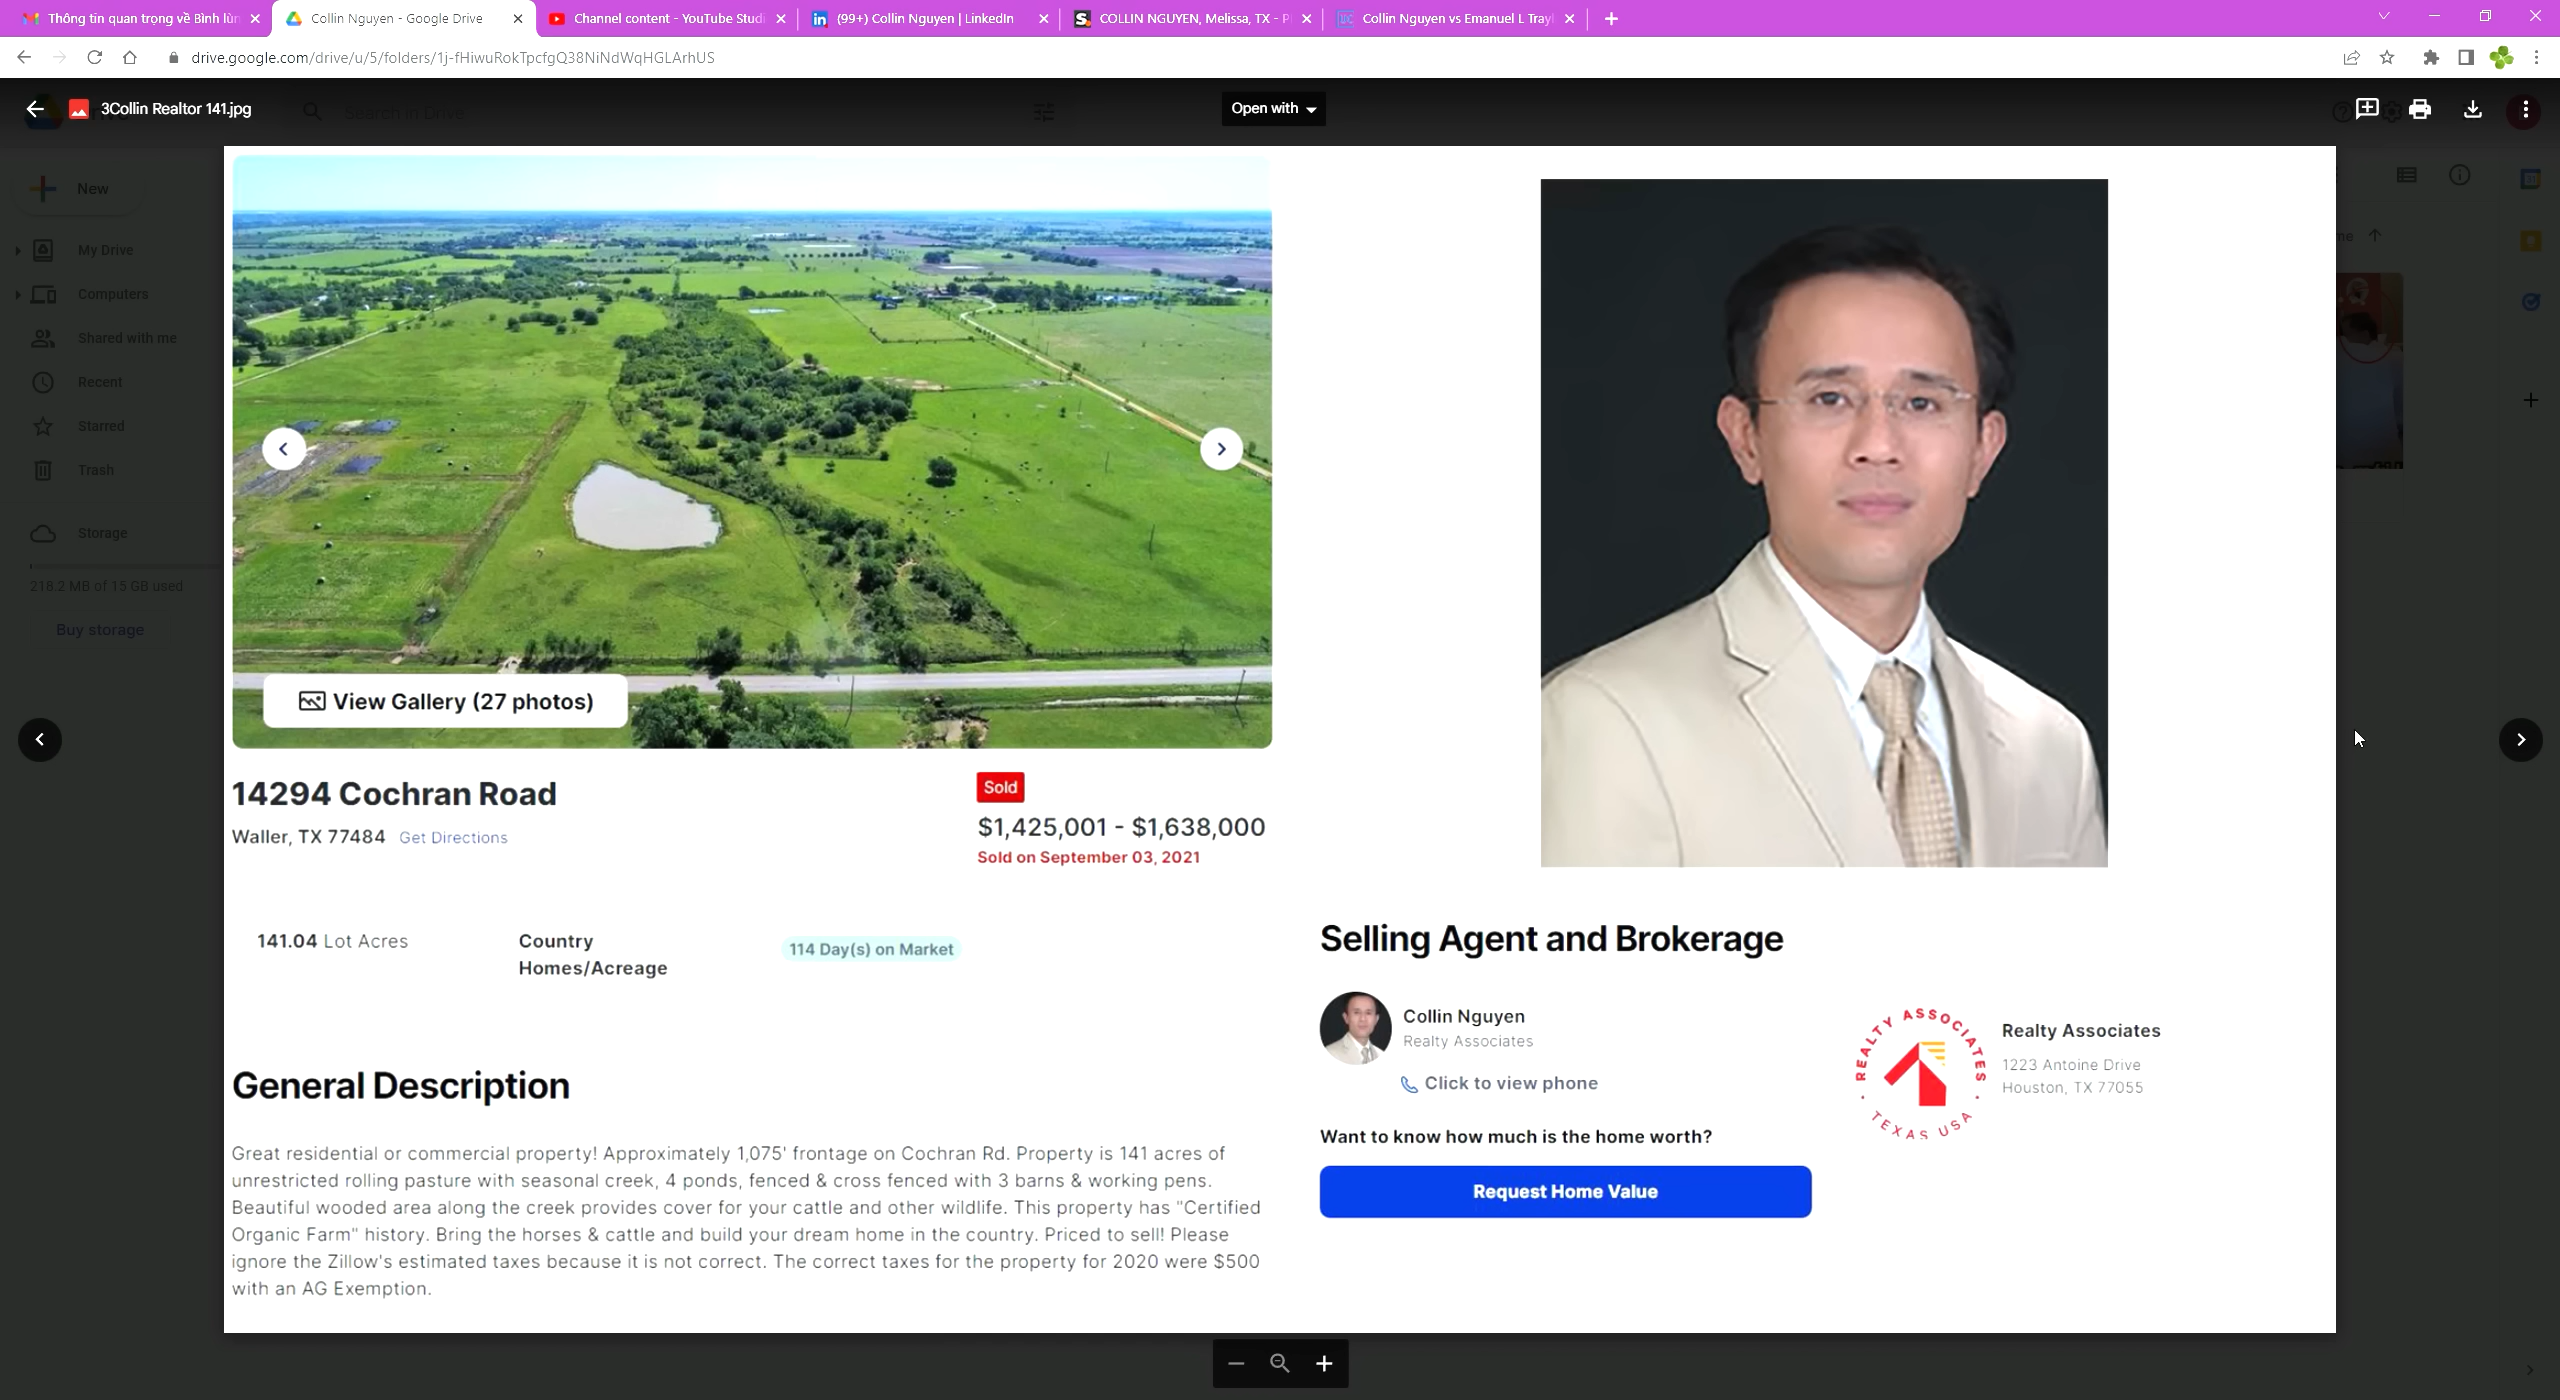 Thông tin quan trọng về Bình lùn
Collin Nguyen - Google Drive
Channel content - YouTube Studi
(99+) Collin Nguyen | LinkedIn
COLLIN NGUYEN, Melissa, TX - P
Collin Nguyen vs Emanuel L Trayl
drive.google.com/drive/u/5/folders/1j-fHiwuRokTpcfgQ38NiNdWqHGLArhUS
3Collin Realtor 141.jpg
Search in Drive
Open with
New
My Drive
Computers
Shared with me
Recent
Starred
Trash
Storage
218.2 MB of 15 GB used
Buy storage
me
View Gallery (27 photos)
14294 Cochran Road
Waller, TX 77484 Get Directions
Sold
$1,425,001 - $1,638,000
Sold on September 03, 2021
141.04 Lot Acres
Country
Homes/Acreage
114 Day(s) on Market
General Description
Great residential or commercial property! Approximately 1,075' frontage on Cochran Rd. Property is 141 acres of
unrestricted rolling pasture with seasonal creek, 4 ponds, fenced & cross fenced with 3 barns & working pens.
Beautiful wooded area along the creek provides cover for your cattle and other wildlife. This property has "Certified
Organic Farm" history. Bring the horses & cattle and build your dream home in the country. Priced to sell! Please
ignore the Zillow's estimated taxes because it is not correct. The correct taxes for the property for 2020 were $500
with an AG Exemption.
Selling Agent and Brokerage
Collin Nguyen
Realty Associates
Click to view phone
REALTY ASSOCIATES
TEXAS USA
Realty Associates
1223 Antoine Drive
Houston, TX 77055
Want to know how much is the home worth?
Request Home Value